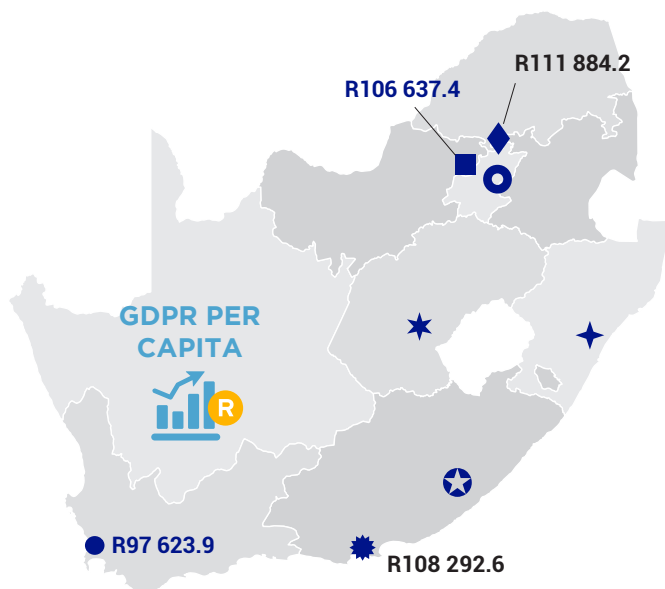 R111 884.2
R106 637.4
GDPR PER
CAPITA
R
R97 623.9
R108 292.6